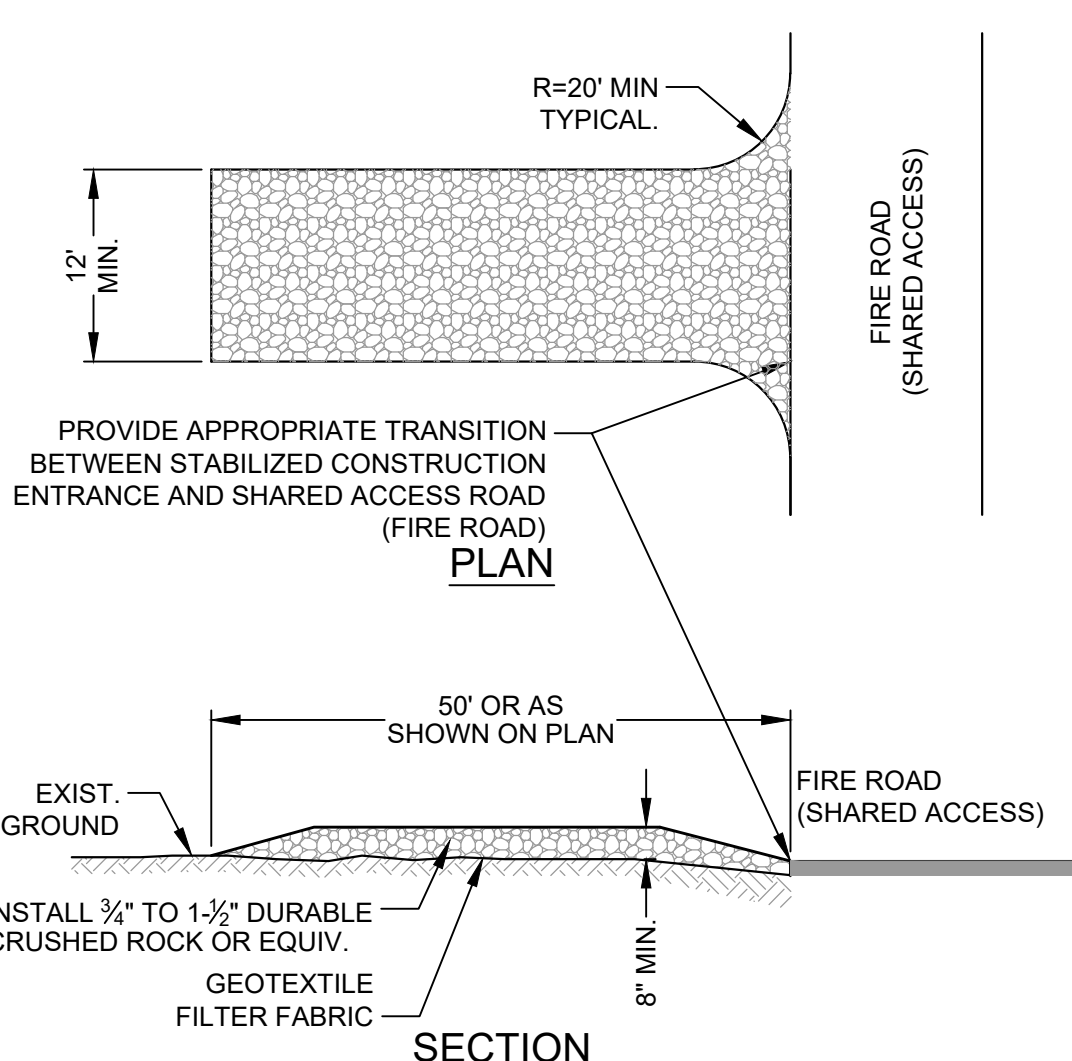 R=20' MIN
TYPICAL.
12'
MIN.
FIRE ROAD
(SHARED ACCESS)
PROVIDE APPROPRIATE TRANSITION
BETWEEN STABILIZED CONSTRUCTION
ENTRANCE AND SHARED ACCESS ROAD
(FIRE ROAD)
PLAN
50' OR AS
SHOWN ON PLAN
EXIST.
GROUND
FIRE ROAD
(SHARED ACCESS)
NSTALL ¾" TO 1-½" DURABLE
CRUSHED ROCK OR EQUIV.
8" MIN.
GEOTEXTILE
FILTER FABRIC
SECTION